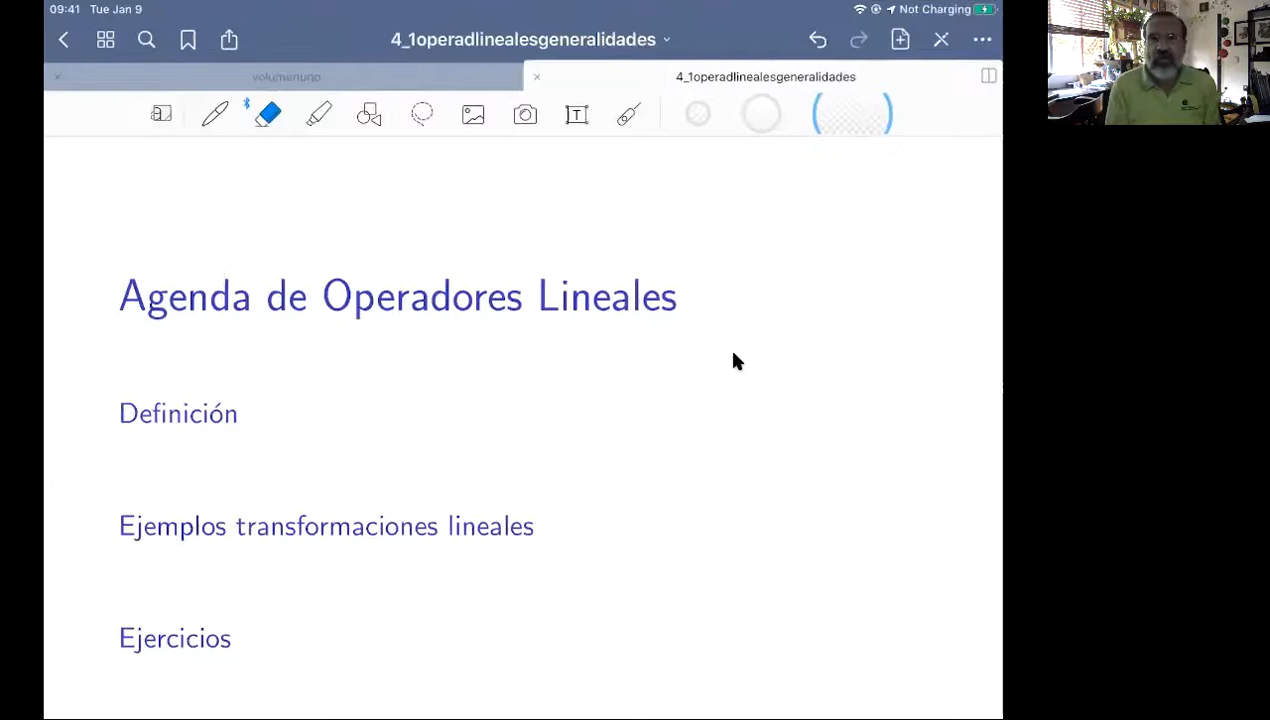 09:41 Tue Jan 9
Not Charging
4_1operadlinealesgeneralidades
volumenuno
4_1operadlinealesgeneralidades
T
Agenda de Operadores Lineales
Definición
Ejemplos transformaciones lineales
Ejercicios